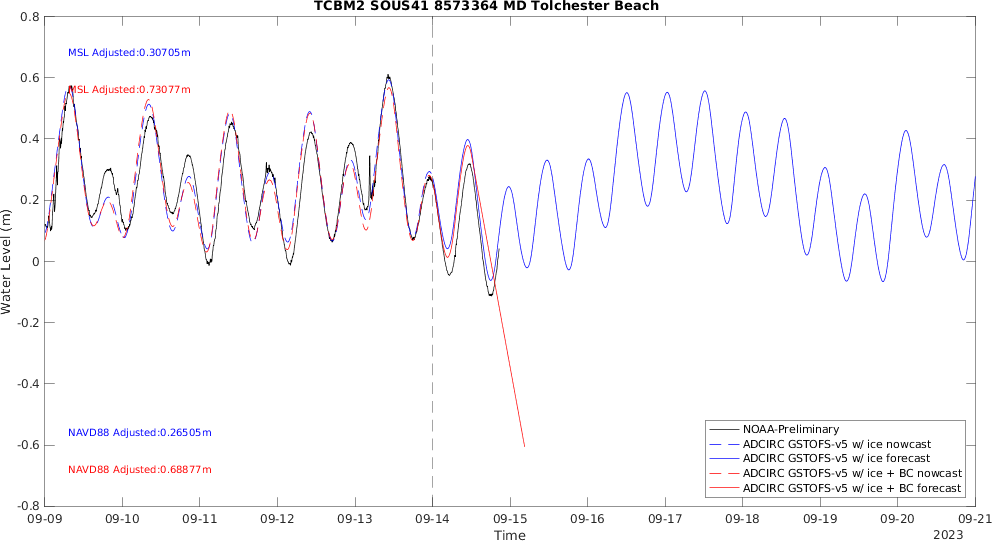 TCBM2 SOUS41 8573364 MD Tolchester Beach
0.8
0.6
0.4
0.2
0
-0.2
-0.4
-0.6
-0.8
Water Level (m)
MSL Adjusted:0.30705m
MSL Adjusted:0.73077m
NAVD88 Adjusted:0.26505m
NAVD88 Adjusted:0.68877m
NOAA-Preliminary
ADCIRC GSTOFS-v5 w/ ice nowcast
ADCIRC GSTOFS-v5 w/ ice forecast
ADCIRC GSTOFS-v5 w/ ice + BC nowcast
ADCIRC GSTOFS-v5 w/ ice + BC forecast
09-09 09-10 09-11 09-12 09-13 09-14 09-15 09-16 09-17 09-18 09-19 09-20 09-21
Time
2023